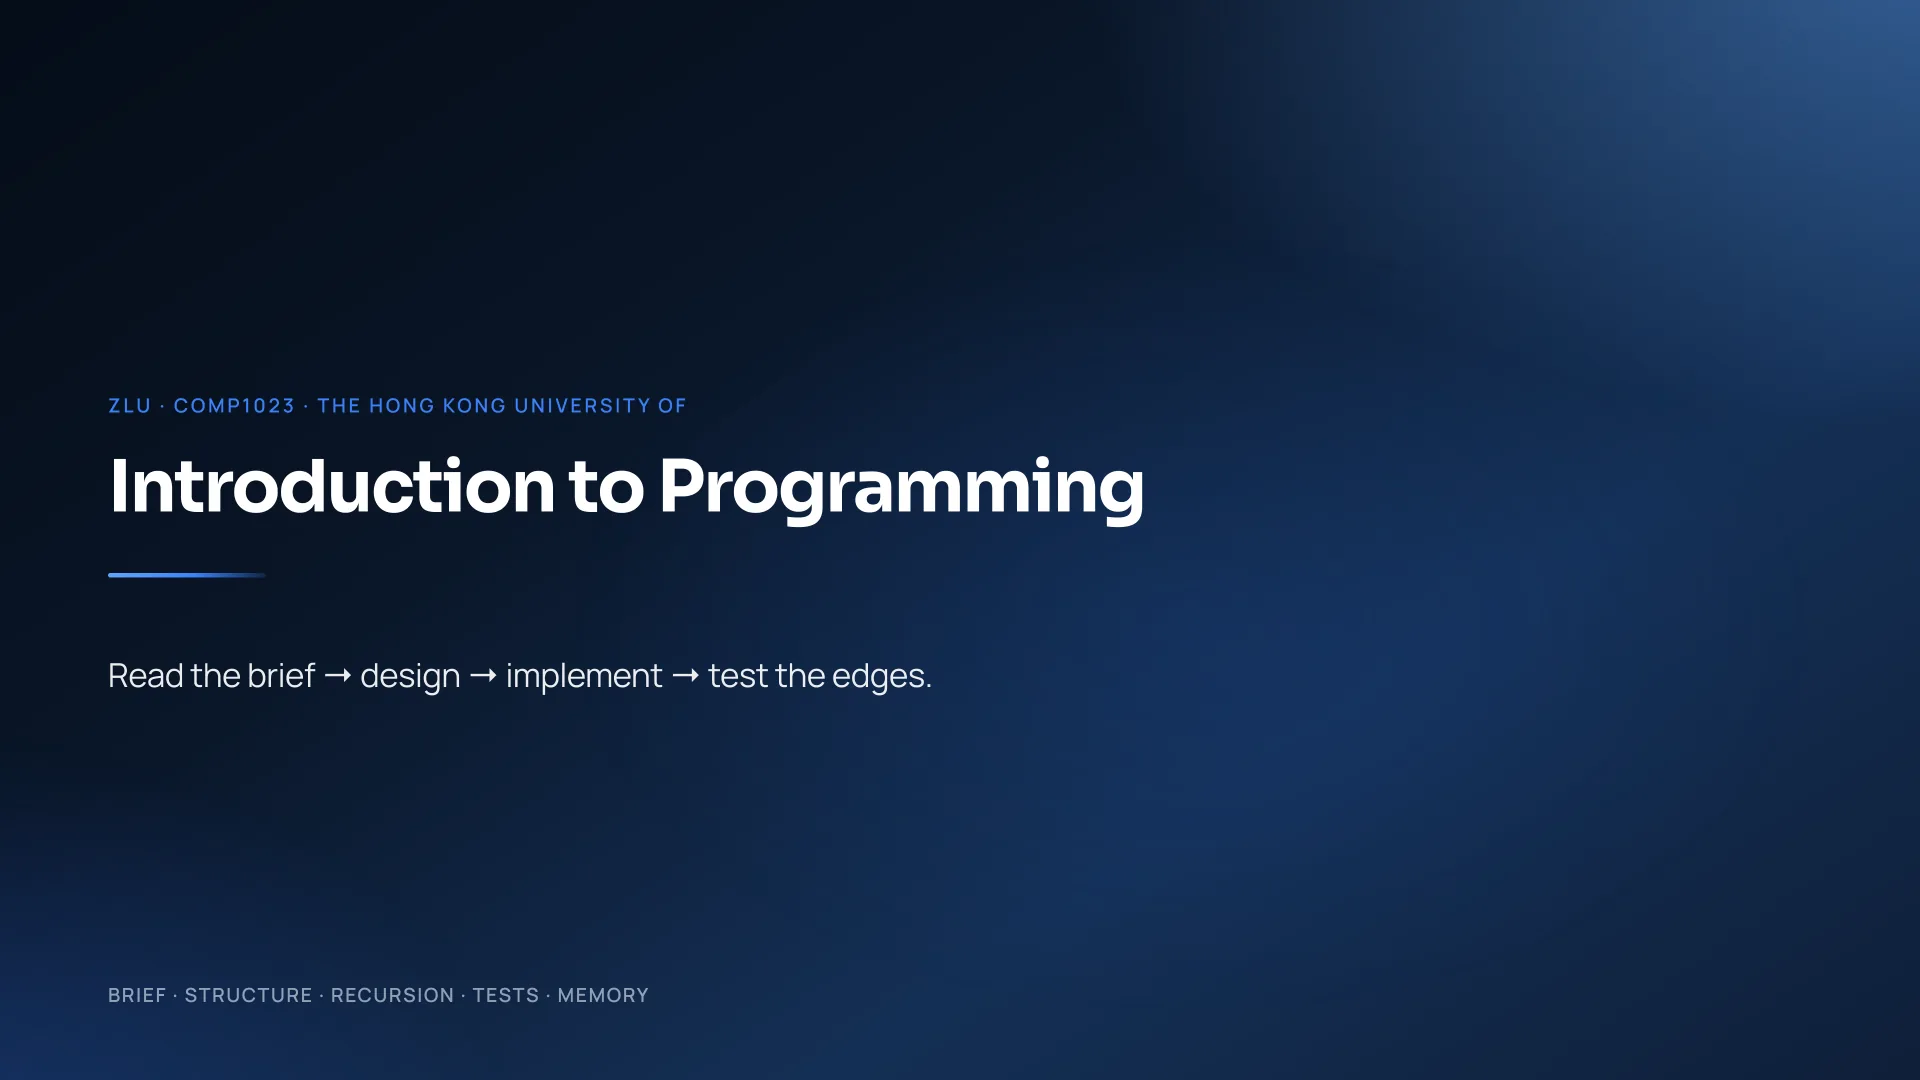 ZLU · COMP1023 · THE HONG KONG UNIVERSITY OF
Introduction to Programming
Read the brief → design → implement → test the edges.
BRIEF · STRUCTURE · RECURSION · TESTS · MEMORY